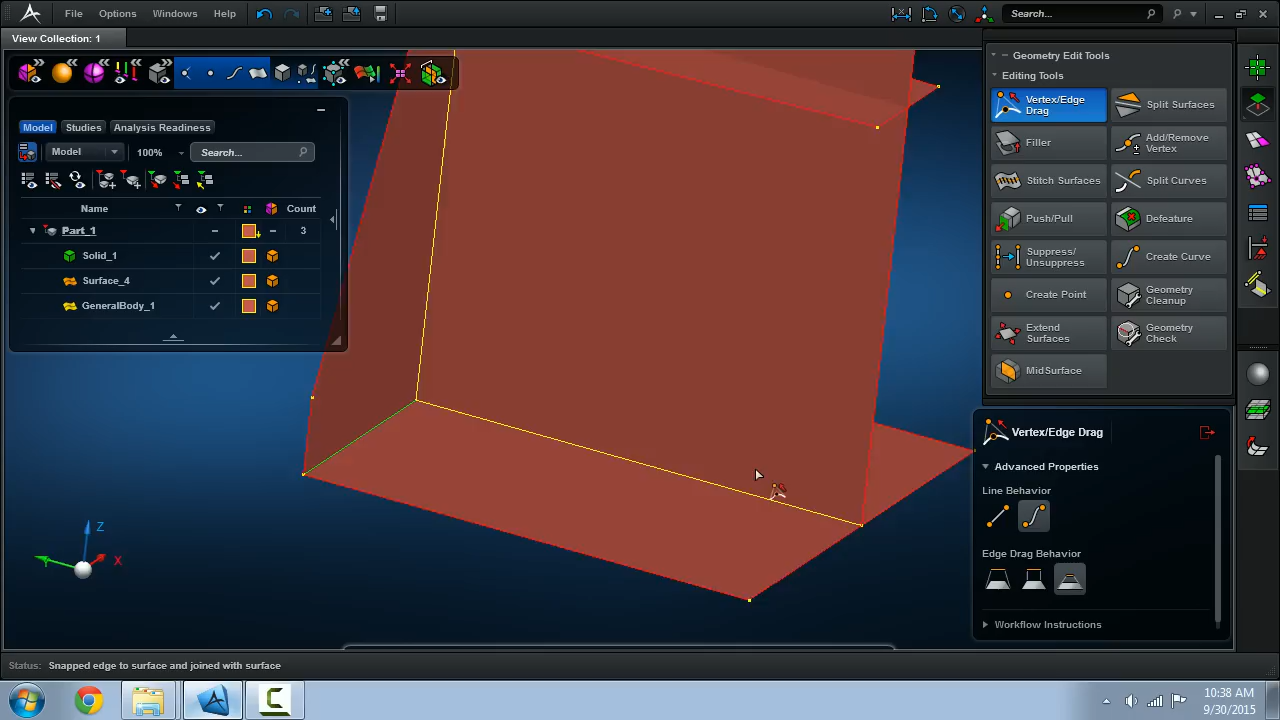 File Options Windows Help Search...
View Collection: 1
Model Studies Analysis Readiness
Model 100% Search...
Name Count
Part_1 3
Solid_1
Surface_4
GeneralBody_1
Z
X
Geometry Edit Tools
Editing Tools
Vertex/Edge
Drag
Split Surfaces
Filler
Add/Remove
Vertex
Stitch Surfaces
Split Curves
Push/Pull
Defeature
Suppress/
Unsuppress
Create Curve
Create Point
Geometry
Cleanup
Extend
Surfaces
Geometry
Check
MidSurface
Vertex/Edge Drag
Advanced Properties
Line Behavior
Edge Drag Behavior
Workflow Instructions
Status: Snapped edge to surface and joined with surface
10:38 AM
9/30/2015